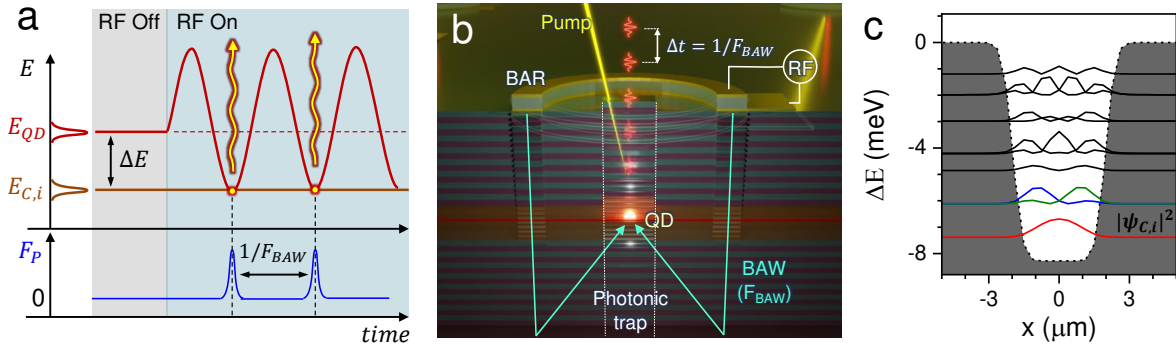 a
RF Off
RF On
E
E_QD
ΔE
E_C,i
F_P
1/F_BAW
0
time
b
Pump
Δt = 1/F_BAW
BAR
RF
QD
BAW
(F_BAW)
Photonic
trap
c
ΔE (meV)
0
-4
-8
|ψ_C,i|²
-3
0
3
x (μm)